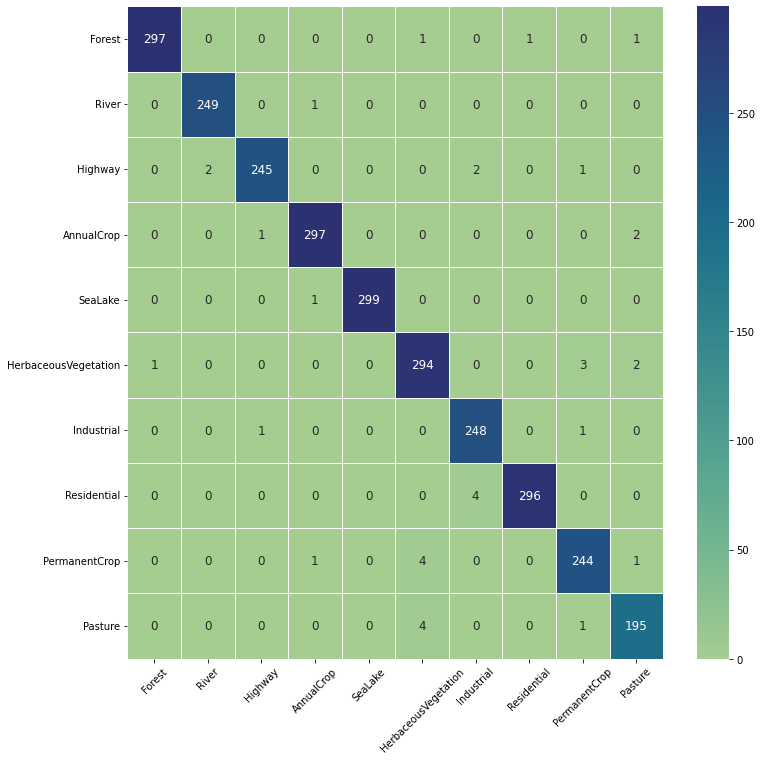 Forest 297 0 0 0 0 1 0 1 0 1
River 0 249 0 1 0 0 0 0 0 0
Highway 0 2 245 0 0 0 2 0 1 0
AnnualCrop 0 0 1 297 0 0 0 0 0 2
SeaLake 0 0 0 1 299 0 0 0 0 0
HerbaceousVegetation 1 0 0 0 0 294 0 0 3 2
Industrial 0 0 1 0 0 0 248 0 1 0
Residential 0 0 0 0 0 0 4 296 0 0
PermanentCrop 0 0 0 1 0 4 0 0 244 1
Pasture 0 0 0 0 0 4 0 0 1 195
Forest River Highway AnnualCrop SeaLake HerbaceousVegetation Industrial Residential PermanentCrop Pasture
250
200
150
100
50
0